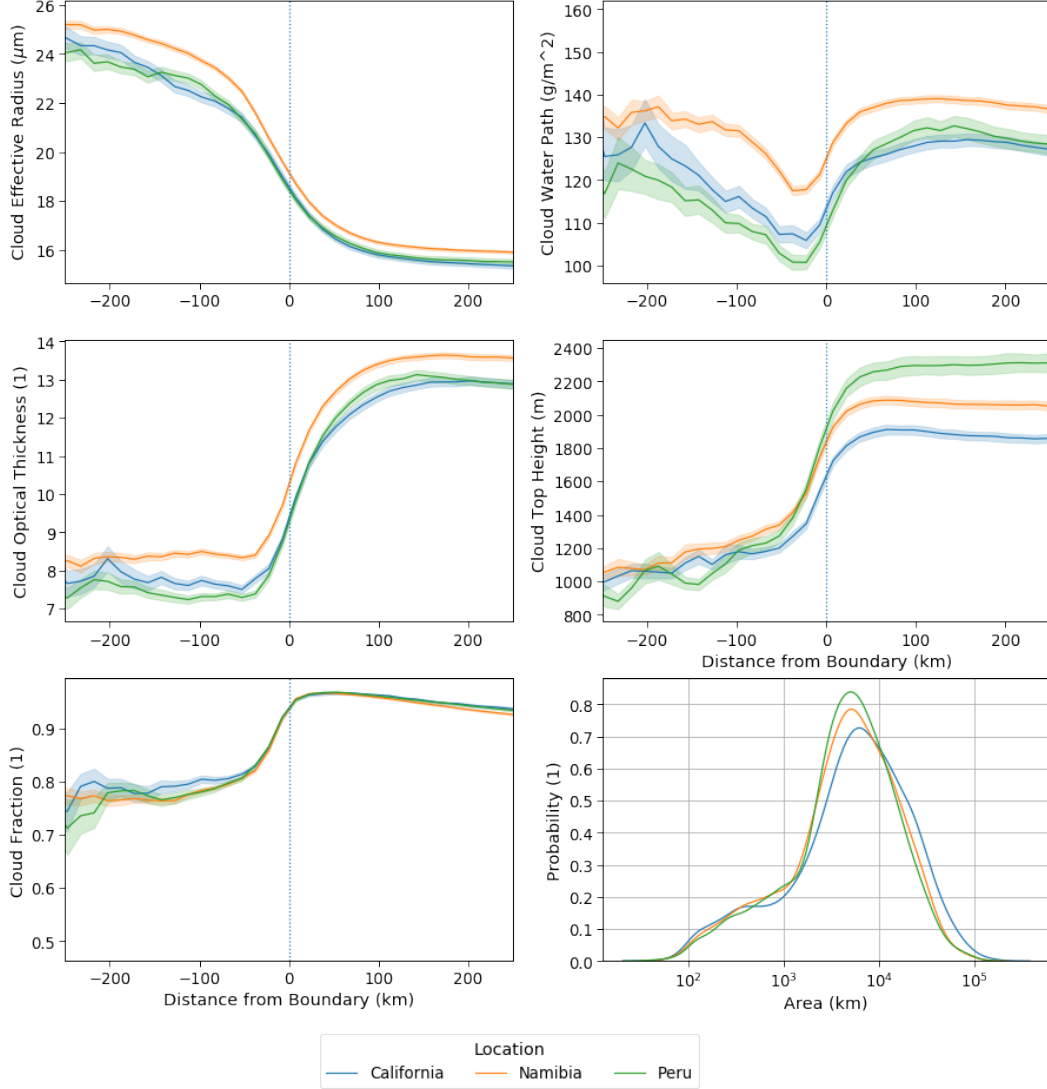 Cloud Effective Radius (μm)
26
24
22
20
18
16
−200 −100 0 100 200
Cloud Water Path (g/m^2)
160
150
140
130
120
110
100
−200 −100 0 100 200
Cloud Optical Thickness (1)
14
13
12
11
10
9
8
7
−200 −100 0 100 200
Cloud Top Height (m)
2400
2200
2000
1800
1600
1400
1200
1000
800
−200 −100 0 100 200
Distance from Boundary (km)
Cloud Fraction (1)
0.9
0.8
0.7
0.6
0.5
−200 −100 0 100 200
Distance from Boundary (km)
Probability (1)
0.8
0.7
0.6
0.5
0.4
0.3
0.2
0.1
0.0
10^2 10^3 10^4 10^5
Area (km)
Location
California Namibia Peru